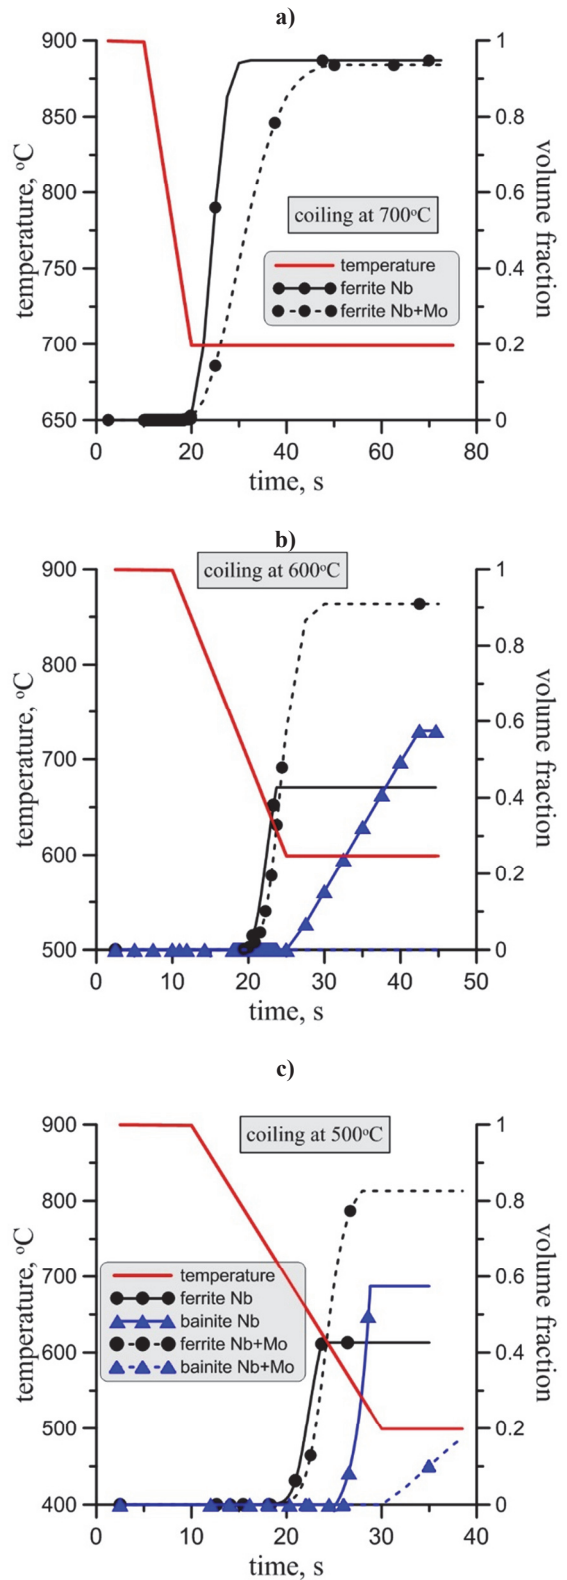 a)
900
850
800
750
700
650
temperature, °C
1
0.8
0.6
0.4
0.2
0
volume fraction
coiling at 700°C
temperature
ferrite Nb
ferrite Nb+Mo
0 20 40 60 80
time, s
b)
coiling at 600°C
900
800
700
600
500
temperature, °C
1
0.8
0.6
0.4
0.2
0
volume fraction
0 10 20 30 40 50
time, s
c)
coiling at 500°C
900
800
700
600
500
400
temperature, °C
1
0.8
0.6
0.4
0.2
0
volume fraction
temperature
ferrite Nb
bainite Nb
ferrite Nb+Mo
bainite Nb+Mo
0 10 20 30 40
time, s